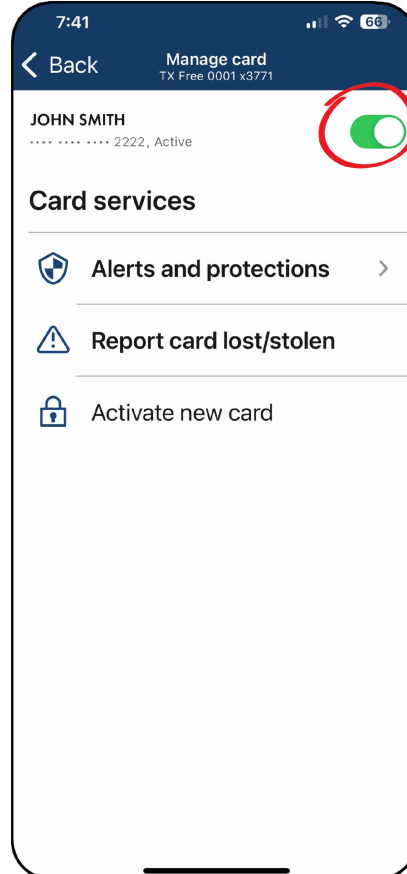 7:41
66
Back
Manage card
TX Free 0001 x3771
JOHN SMITH
.... .... .... 2222, Active
Card services
Alerts and protections
Report card lost/stolen
Activate new card